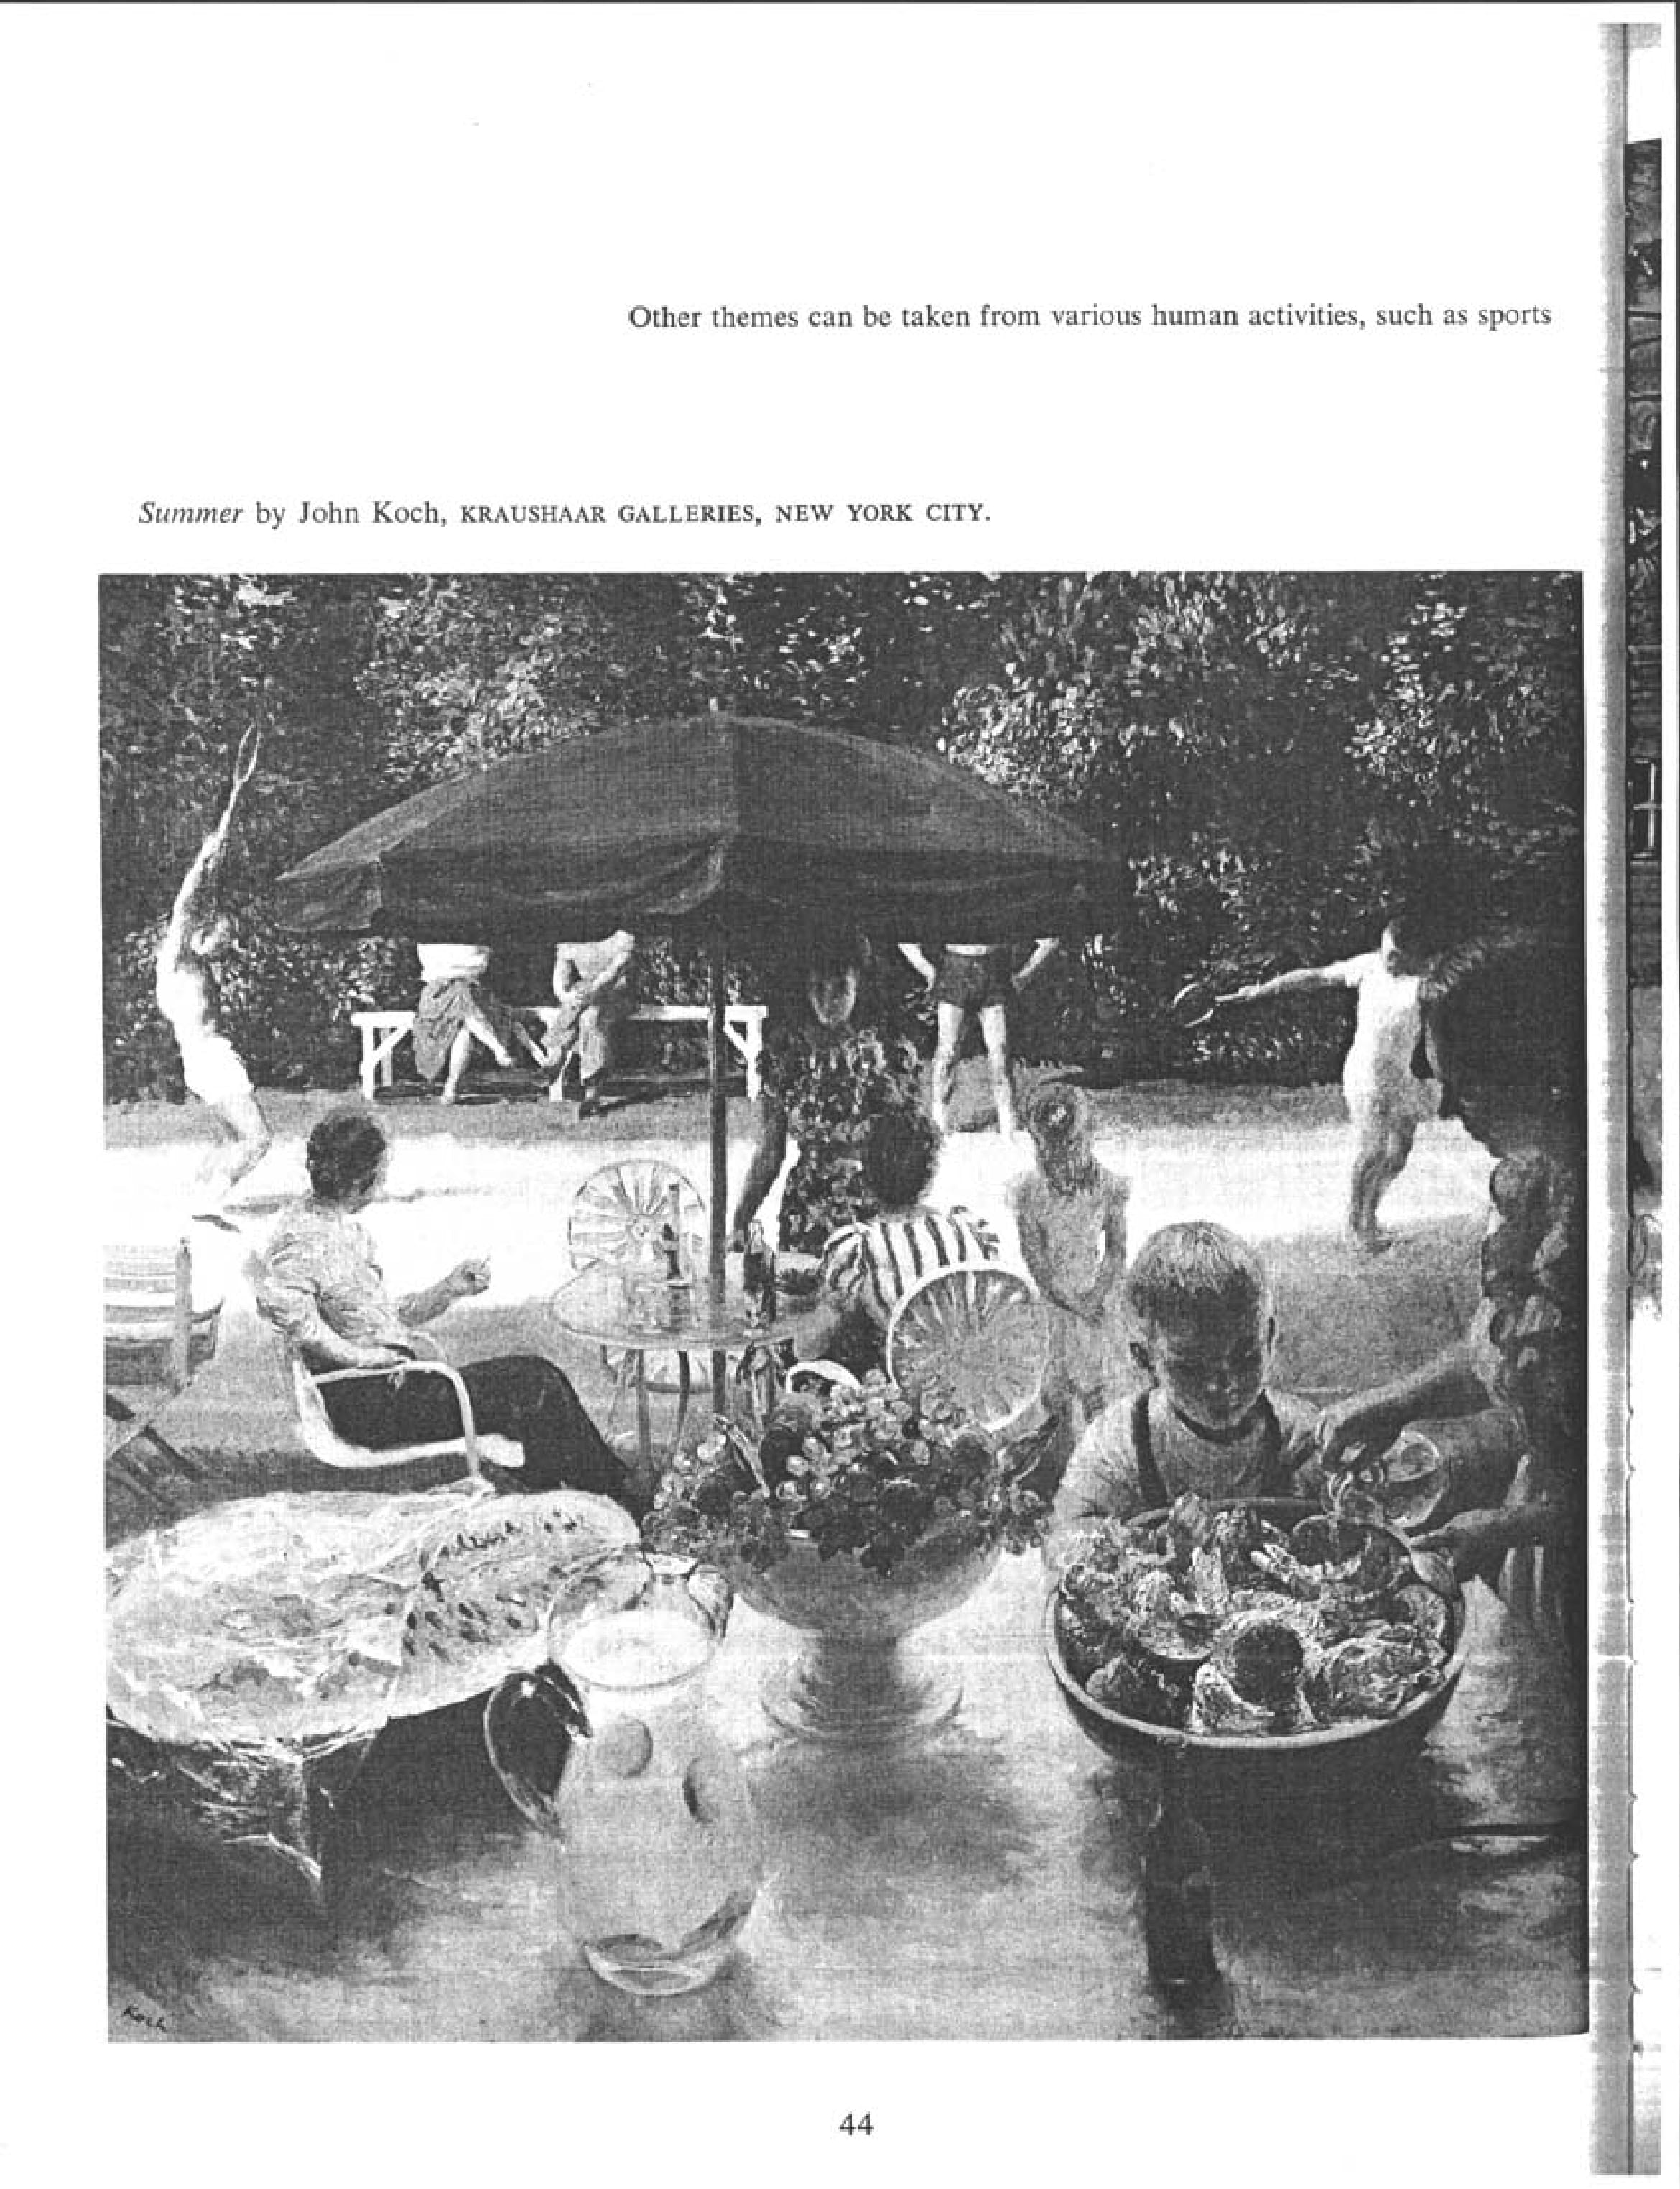 Other themes can be taken from various human activities, such as sports
Summer by John Koch, KRAUSHAAR GALLERIES, NEW YORK CITY.
Koch
44